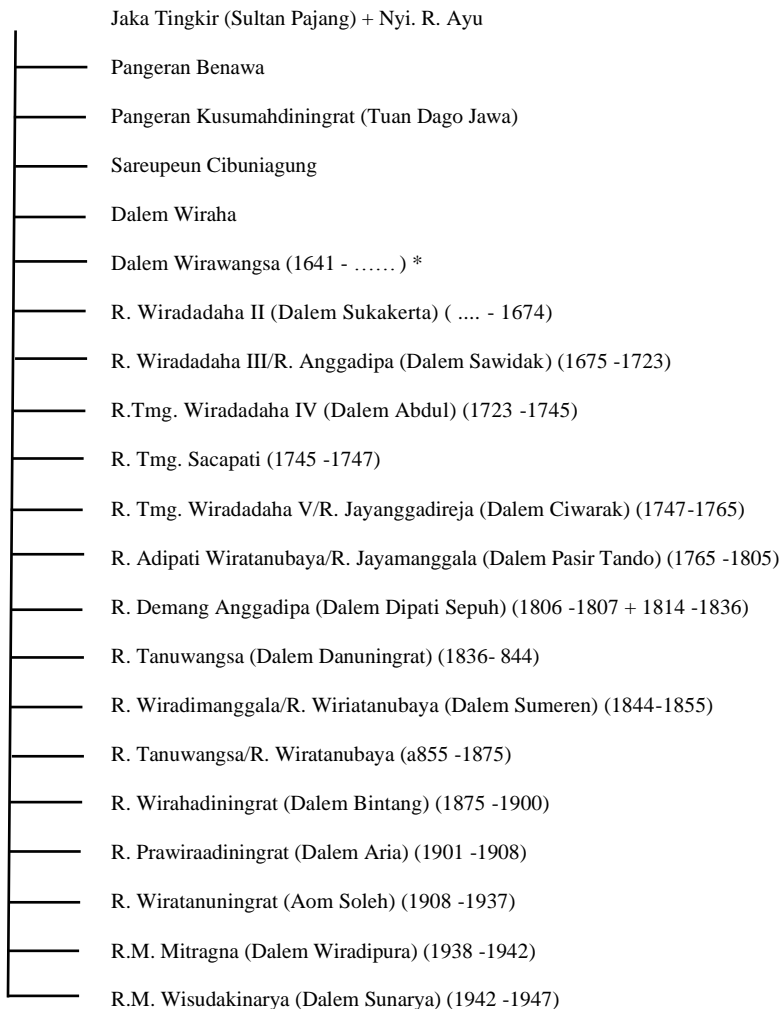 Jaka Tingkir (Sultan Pajang) + Nyi. R. Ayu
Pangeran Benawa
Pangeran Kusumahdiningrat (Tuan Dago Jawa)
Sareupeun Cibuniagung
Dalem Wiraha
Dalem Wirawangsa (1641 - ...... ) *
R. Wiradadaha II (Dalem Sukakerta) ( .... - 1674)
R. Wiradadaha III/R. Anggadipa (Dalem Sawidak) (1675 -1723)
R.Tmg. Wiradadaha IV (Dalem Abdul) (1723 -1745)
R. Tmg. Sacapati (1745 -1747)
R. Tmg. Wiradadaha V/R. Jayanggadireja (Dalem Ciwarak) (1747-1765)
R. Adipati Wiratanubaya/R. Jayamanggala (Dalem Pasir Tando) (1765 -1805)
R. Demang Anggadipa (Dalem Dipati Sepuh) (1806 -1807 + 1814 -1836)
R. Tanuwangsa (Dalem Danuningrat) (1836- 844)
R. Wiradimanggala/R. Wiriatanubaya (Dalem Sumeren) (1844-1855)
R. Tanuwangsa/R. Wiratanubaya (a855 -1875)
R. Wirahadiningrat (Dalem Bintang) (1875 -1900)
R. Prawiraadiningrat (Dalem Aria) (1901 -1908)
R. Wiratanuningrat (Aom Soleh) (1908 -1937)
R.M. Mitragna (Dalem Wiradipura) (1938 -1942)
R.M. Wisudakinarya (Dalem Sunarya) (1942 -1947)